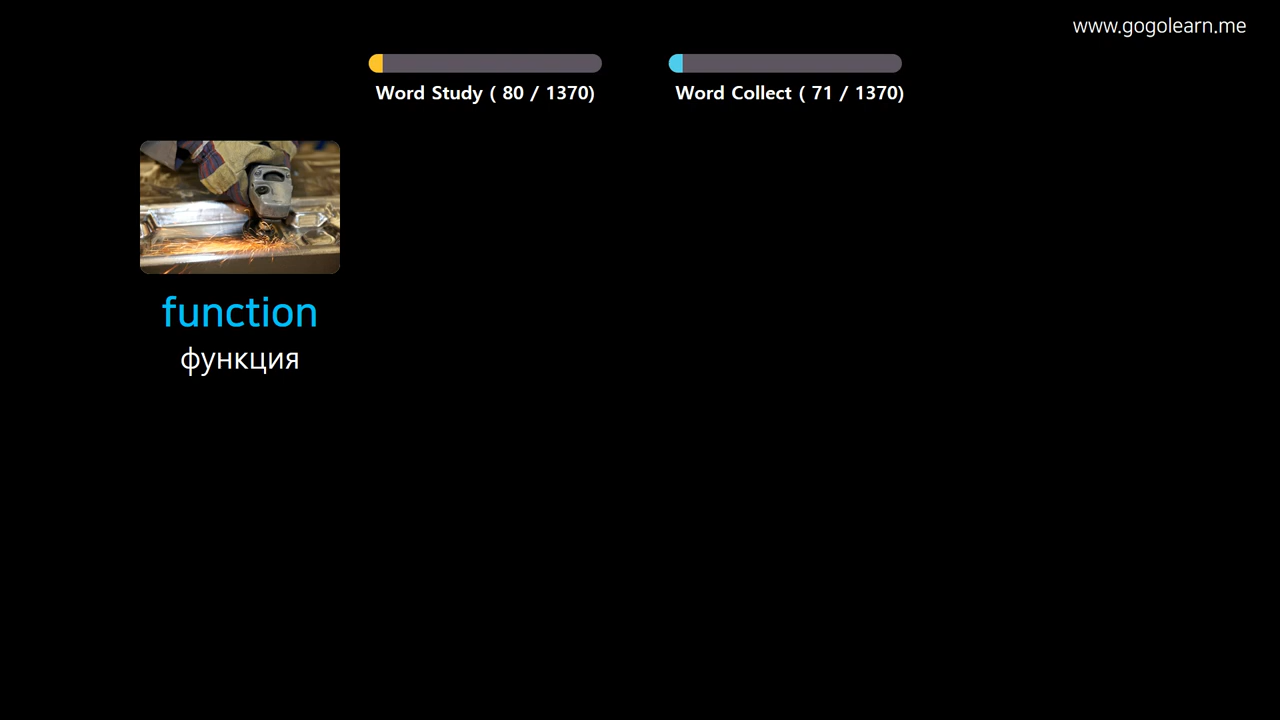 www.gogolearn.me
Word Study ( 80 / 1370)
Word Collect ( 71 / 1370)
function
функция